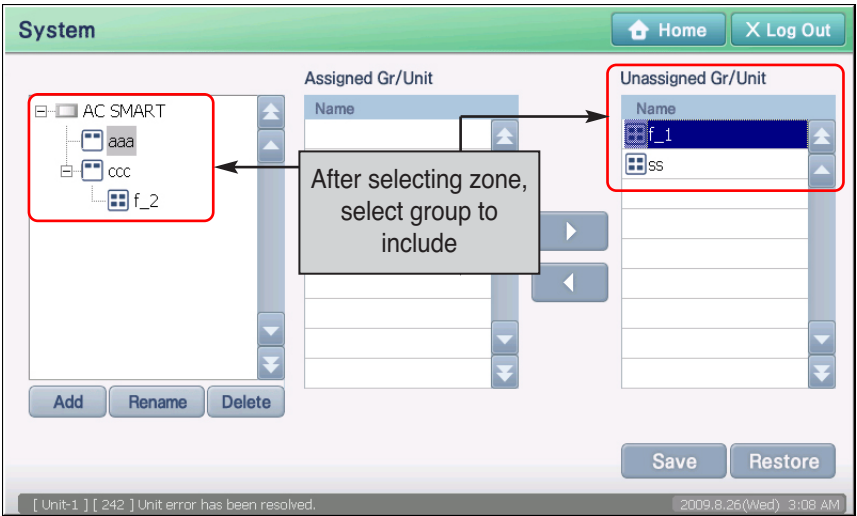 System
Home
X Log Out
Assigned Gr/Unit
Unassigned Gr/Unit
Name
Name
AC SMART
aaa
ccc
f_2
f_1
ss
After selecting zone,
select group to
include
Add
Rename
Delete
Save
Restore
[ Unit-1 ] [ 242 ] Unit error has been resolved.
2009.8.26(Wed) 3:08 AM